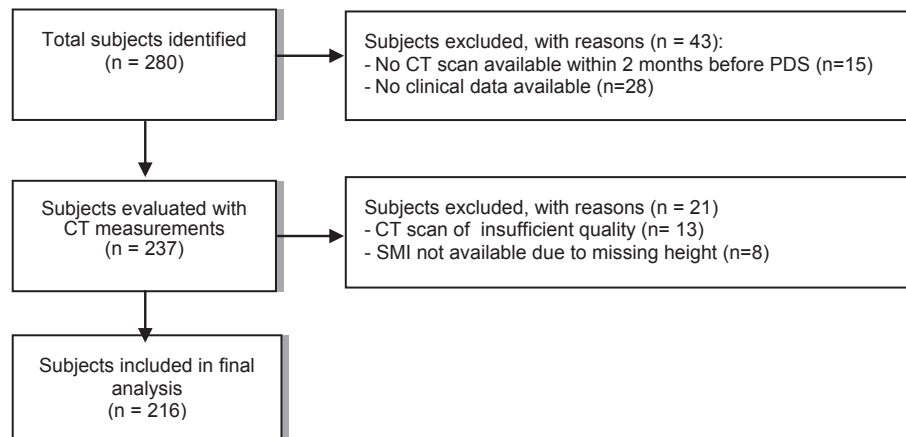 Total subjects identified
(n = 280)
Subjects excluded, with reasons (n = 43):
- No CT scan available within 2 months before PDS (n=15)
- No clinical data available (n=28)
Subjects evaluated with
CT measurements
(n = 237)
Subjects excluded, with reasons (n = 21)
- CT scan of insufficient quality (n= 13)
- SMI not available due to missing height (n=8)
Subjects included in final
analysis
(n = 216)